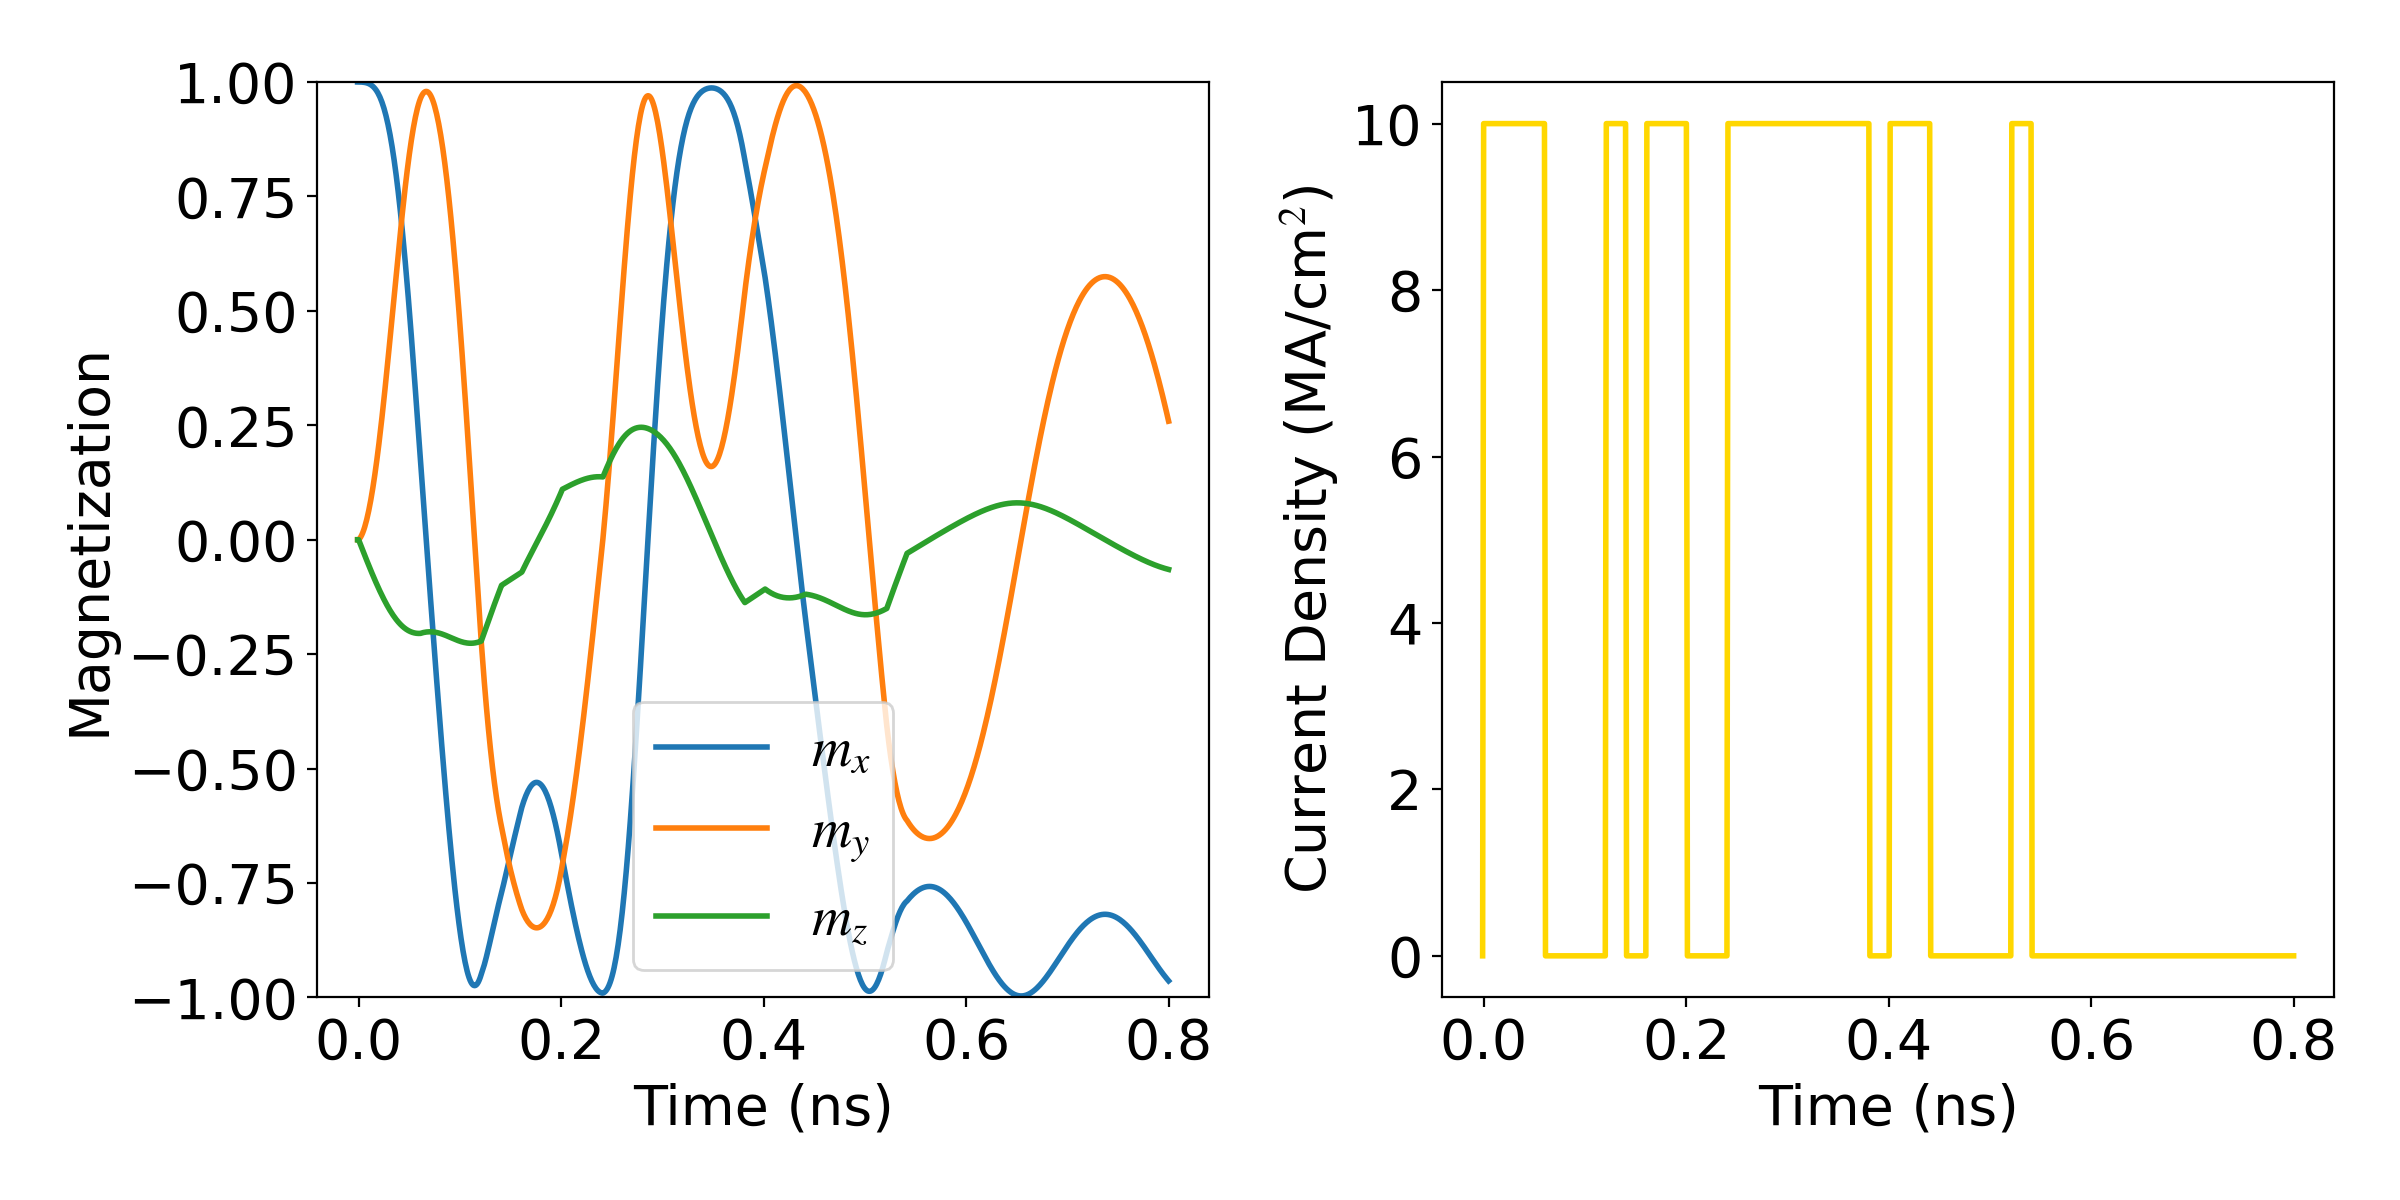 1.00
0.75
0.50
0.25
0.00
−0.25
−0.50
−0.75
−1.00
Magnetization
0.0 0.2 0.4 0.6 0.8
Time (ns)
m_x
m_y
m_z
10
8
6
4
2
0
Current Density (MA/cm²)
0.0 0.2 0.4 0.6 0.8
Time (ns)